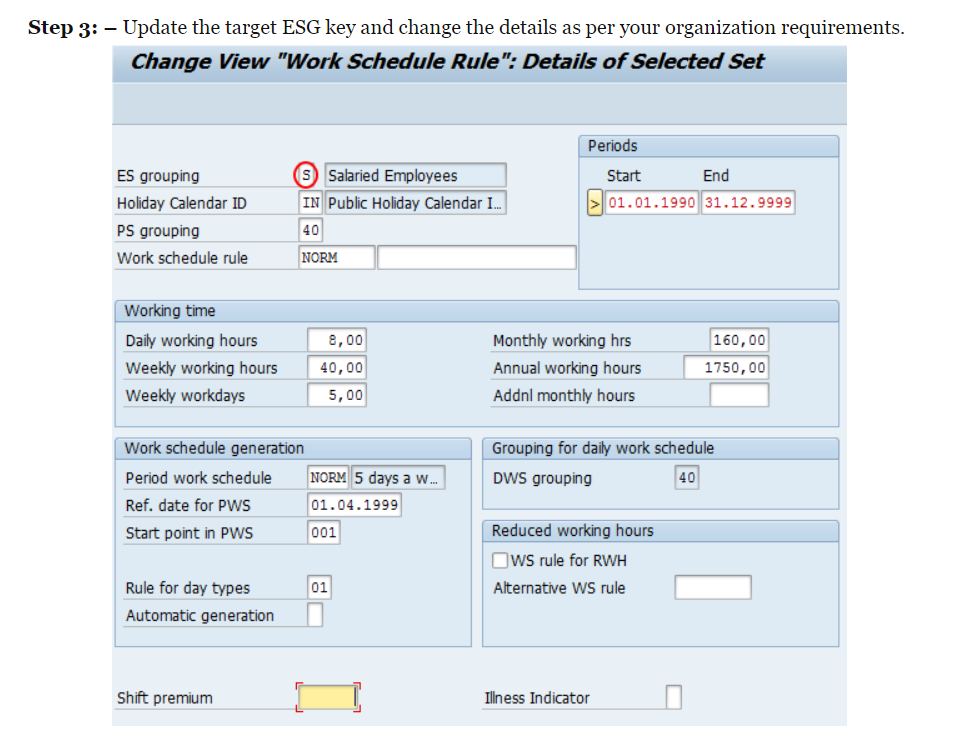 Step 3: – Update the target ESG key and change the details as per your organization requirements.
Change View "Work Schedule Rule": Details of Selected Set
Periods
ES grouping S Salaried Employees Start End
Holiday Calendar ID IN Public Holiday Calendar I... > 01.01.1990 31.12.9999
PS grouping 40
Work schedule rule NORM
Working time
Daily working hours 8,00 Monthly working hrs 160,00
Weekly working hours 40,00 Annual working hours 1750,00
Weekly workdays 5,00 Addnl monthly hours
Work schedule generation Grouping for daily work schedule
Period work schedule NORM 5 days a w... DWS grouping 40
Ref. date for PWS 01.04.1999
Start point in PWS 001 Reduced working hours
WS rule for RWH
Rule for day types 01 Alternative WS rule
Automatic generation
Shift premium Illness Indicator